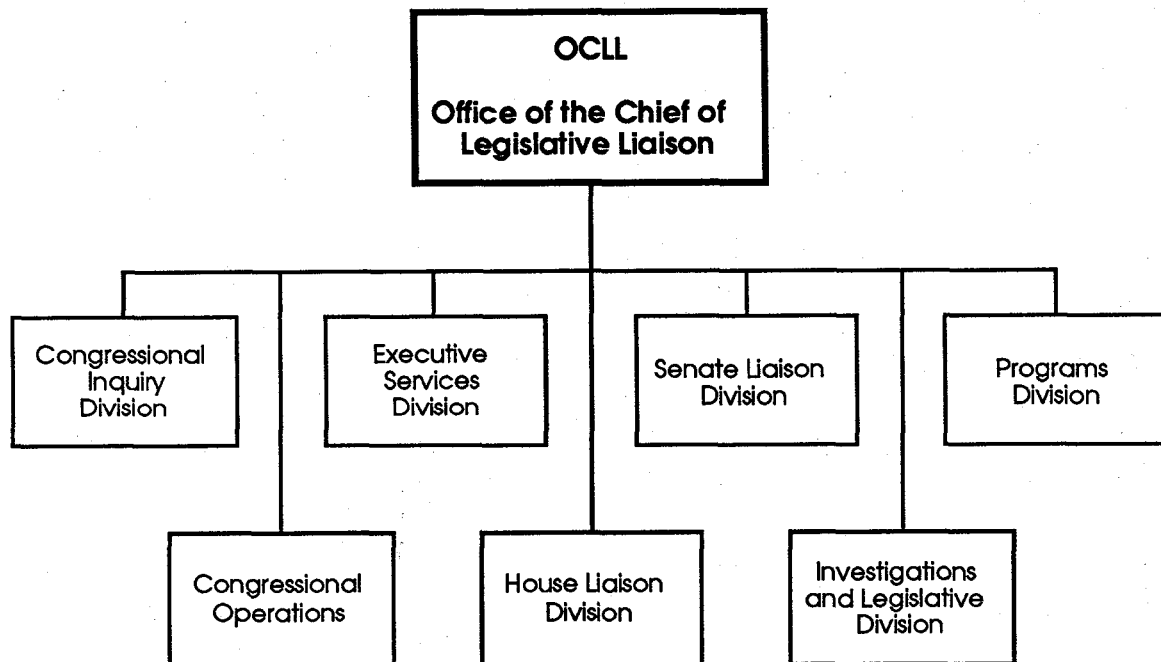 OCLL
Office of the Chief of
Legislative Liaison
Congressional
Inquiry
Division
Executive
Services
Division
Senate Liaison
Division
Programs
Division
Congressional
Operations
House Liaison
Division
Investigations
and Legislative
Division